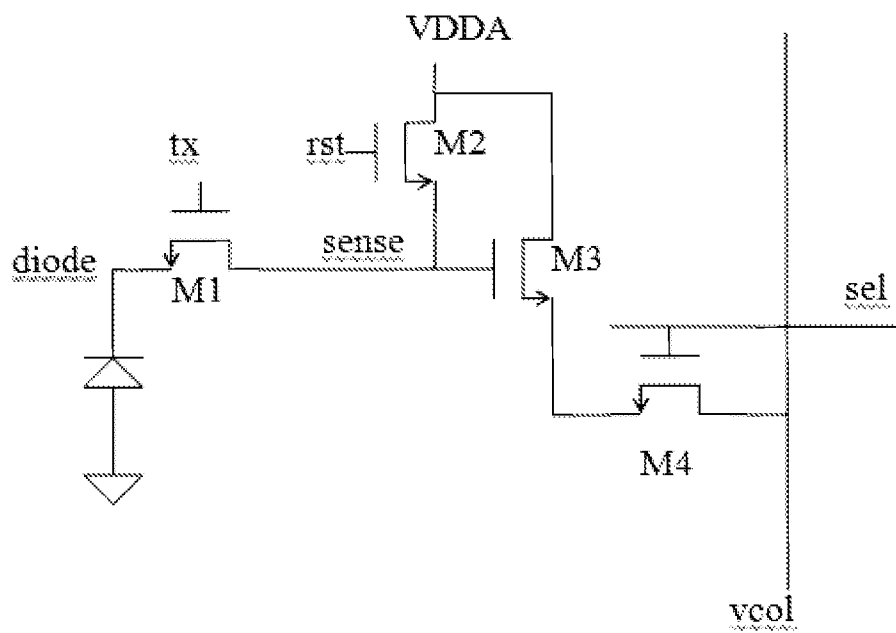 VDDA
tx
rst
M2
diode
sense
M1
M3
sel
M4
vcol